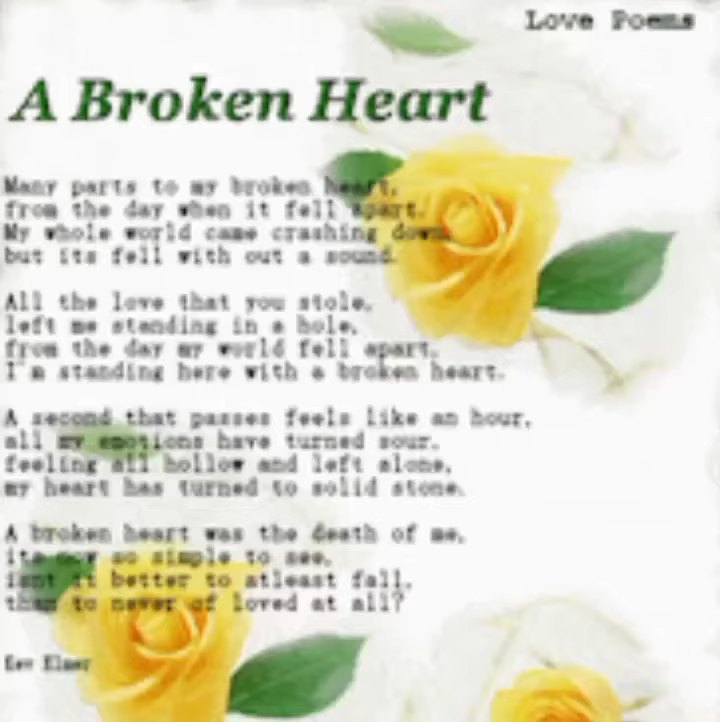 Love Poems
A Broken Heart
Many parts to my broken heart,
from the day when it fell apart.
My whole world came crashing down
but its fell with out a sound.
All the love that you stole,
left me standing in a hole,
from the day my world fell apart,
I'm standing here with a broken heart.
A second that passes feels like an hour,
all my emotions have turned sour.
feeling all hollow and left alone,
my heart has turned to solid stone.
A broken heart was the death of me,
its now so simple to see,
isnt it better to atleast fall,
than to never of loved at all?